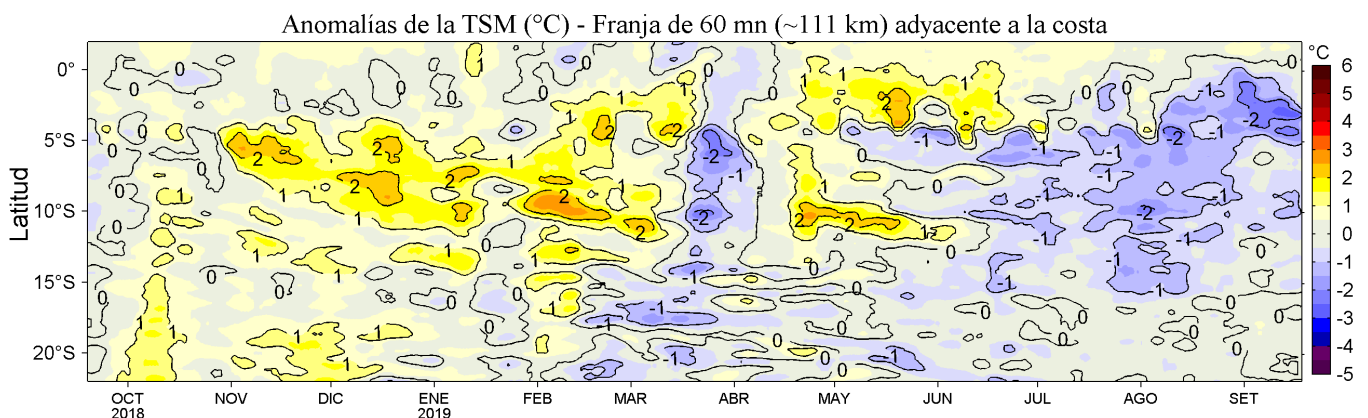 Anomalías de la TSM (°C) - Franja de 60 mn (~111 km) adyacente a la costa
°C
6
5
4
3
2
1
0
-1
-2
-3
-4
-5
Latitud
0°
5°S
10°S
15°S
20°S
OCT NOV DIC ENE FEB MAR ABR MAY JUN JUL AGO SET
2018 2019